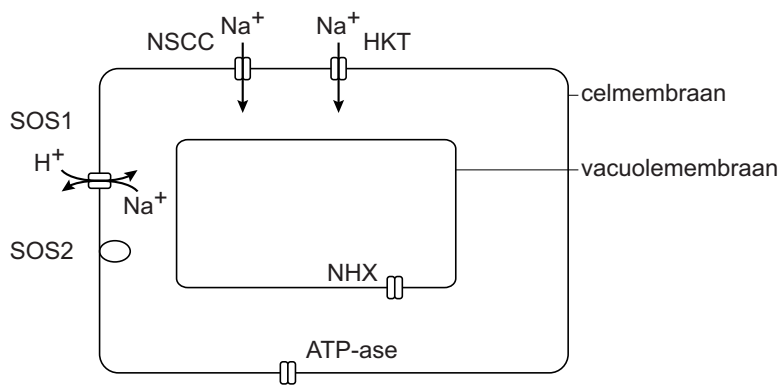 Na+ Na+
NSCC HKT
celmembraan
SOS1
H+
vacuolemembraan
Na+
SOS2
NHX
ATP-ase